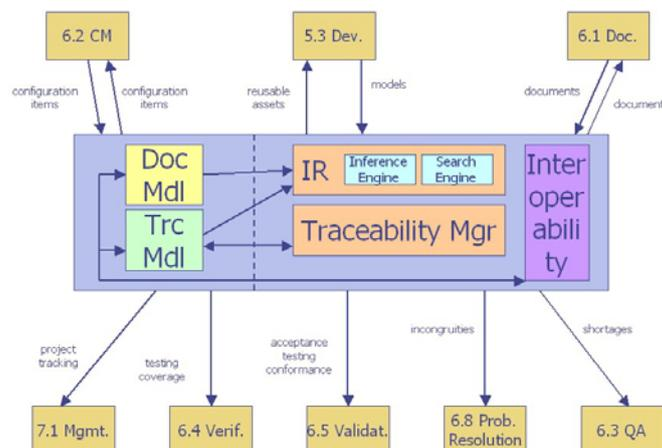 6.2 CM
5.3 Dev.
6.1 Doc.
configuration
items
configuration
items
reusable
assets
models
documents
document
Doc
Mdl
IR
Inference
Engine
Search
Engine
Inter
oper
abili
ty
Trc
Mdl
Traceability Mgr
project
tracking
testing
coverage
acceptance
testing
conformance
incongruities
shortages
7.1 Mgmt.
6.4 Verif.
6.5 Validat.
6.8 Prob.
Resolution
6.3 QA